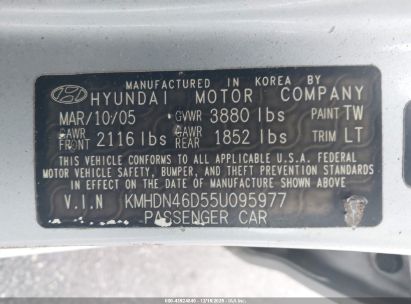 MANUFACTURED IN KOREA BY
HYUNDAI MOTOR COMPANY
MAR/10/05 GVWR 3880 lbs PAINT TW
GAWR FRONT 2116 lbs GAWR REAR 1852 lbs TRIM LT
THIS VEHICLE CONFORMS TO ALL APPLICABLE U.S.A. FEDERAL
MOTOR VEHICLE SAFETY, BUMPER, AND THEFT PREVENTION STANDARDS
IN EFFECT ON THE DATE OF MANUFACTURE SHOWN ABOVE
V.I.N KMHDN46D55U095977
PASSENGER CAR